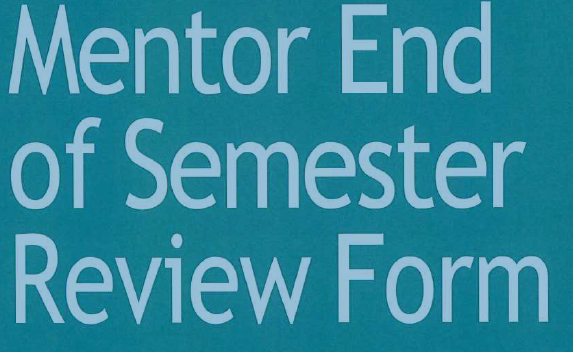 Mentor End
of Semester
Review Form